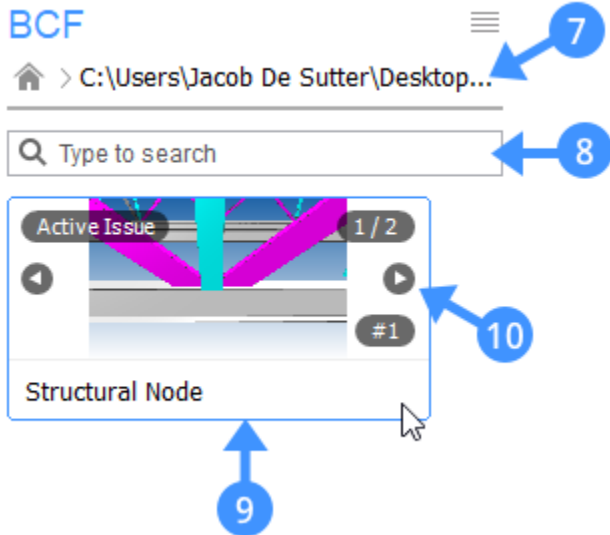 BCF
7
C:\Users\Jacob De Sutter\Desktop...
Type to search
8
Active Issue
1 / 2
#1
10
Structural Node
9